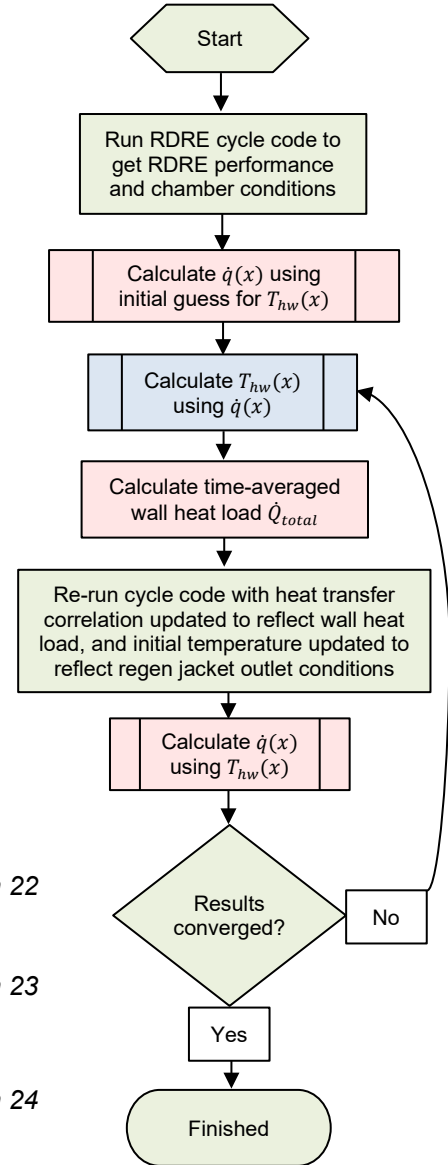 Start
Run RDRE cycle code to
get RDRE performance
and chamber conditions
Calculate q̇(x) using
initial guess for T_hw(x)
Calculate T_hw(x)
using q̇(x)
Calculate time-averaged
wall heat load Q̇_total
Re-run cycle code with heat transfer
correlation updated to reflect wall heat
load, and initial temperature updated to
reflect regen jacket outlet conditions
Calculate q̇(x)
using T_hw(x)
Results
converged?
No
Yes
Finished
22
23
24